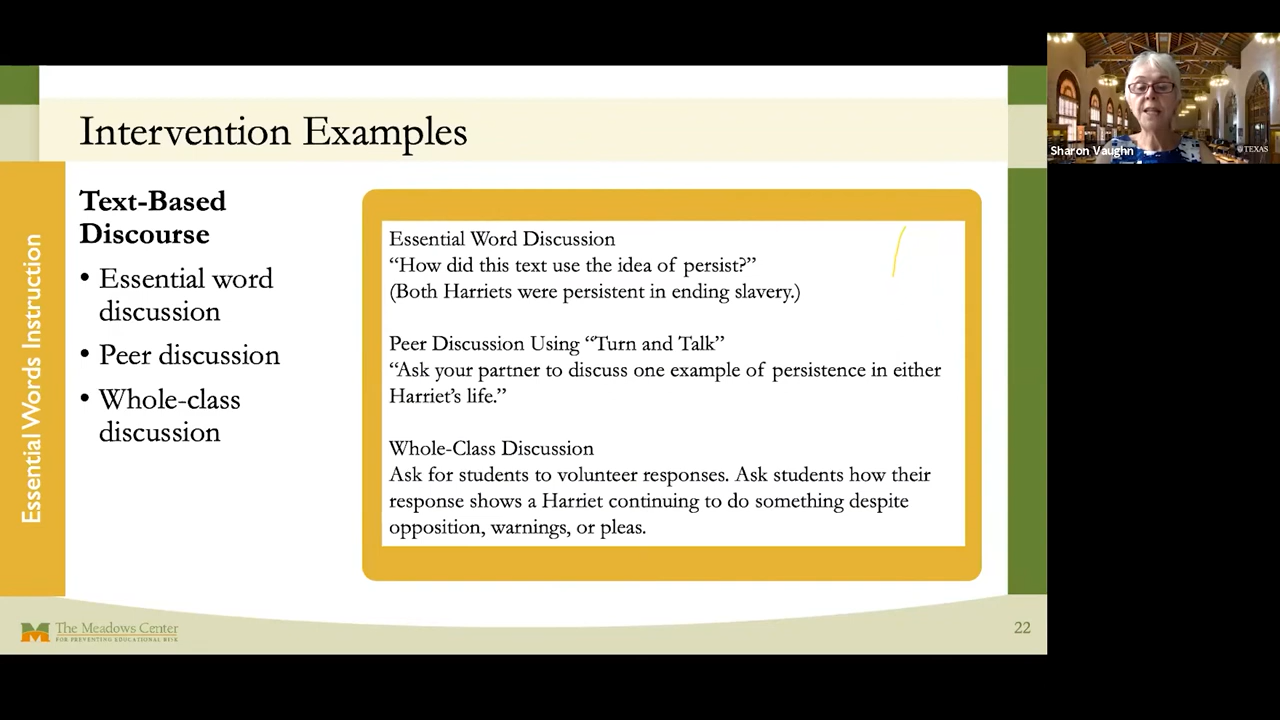 Intervention Examples
Essential Words Instruction
Text-Based
Discourse
• Essential word
discussion
• Peer discussion
• Whole-class
discussion
Essential Word Discussion
“How did this text use the idea of persist?”
(Both Harriets were persistent in ending slavery.)
Peer Discussion Using “Turn and Talk”
“Ask your partner to discuss one example of persistence in either
Harriet’s life.”
Whole-Class Discussion
Ask for students to volunteer responses. Ask students how their
response shows a Harriet continuing to do something despite
opposition, warnings, or pleas.
The Meadows Center
FOR PREVENTING EDUCATIONAL RISK
22
Sharon Vaughn
TEXAS